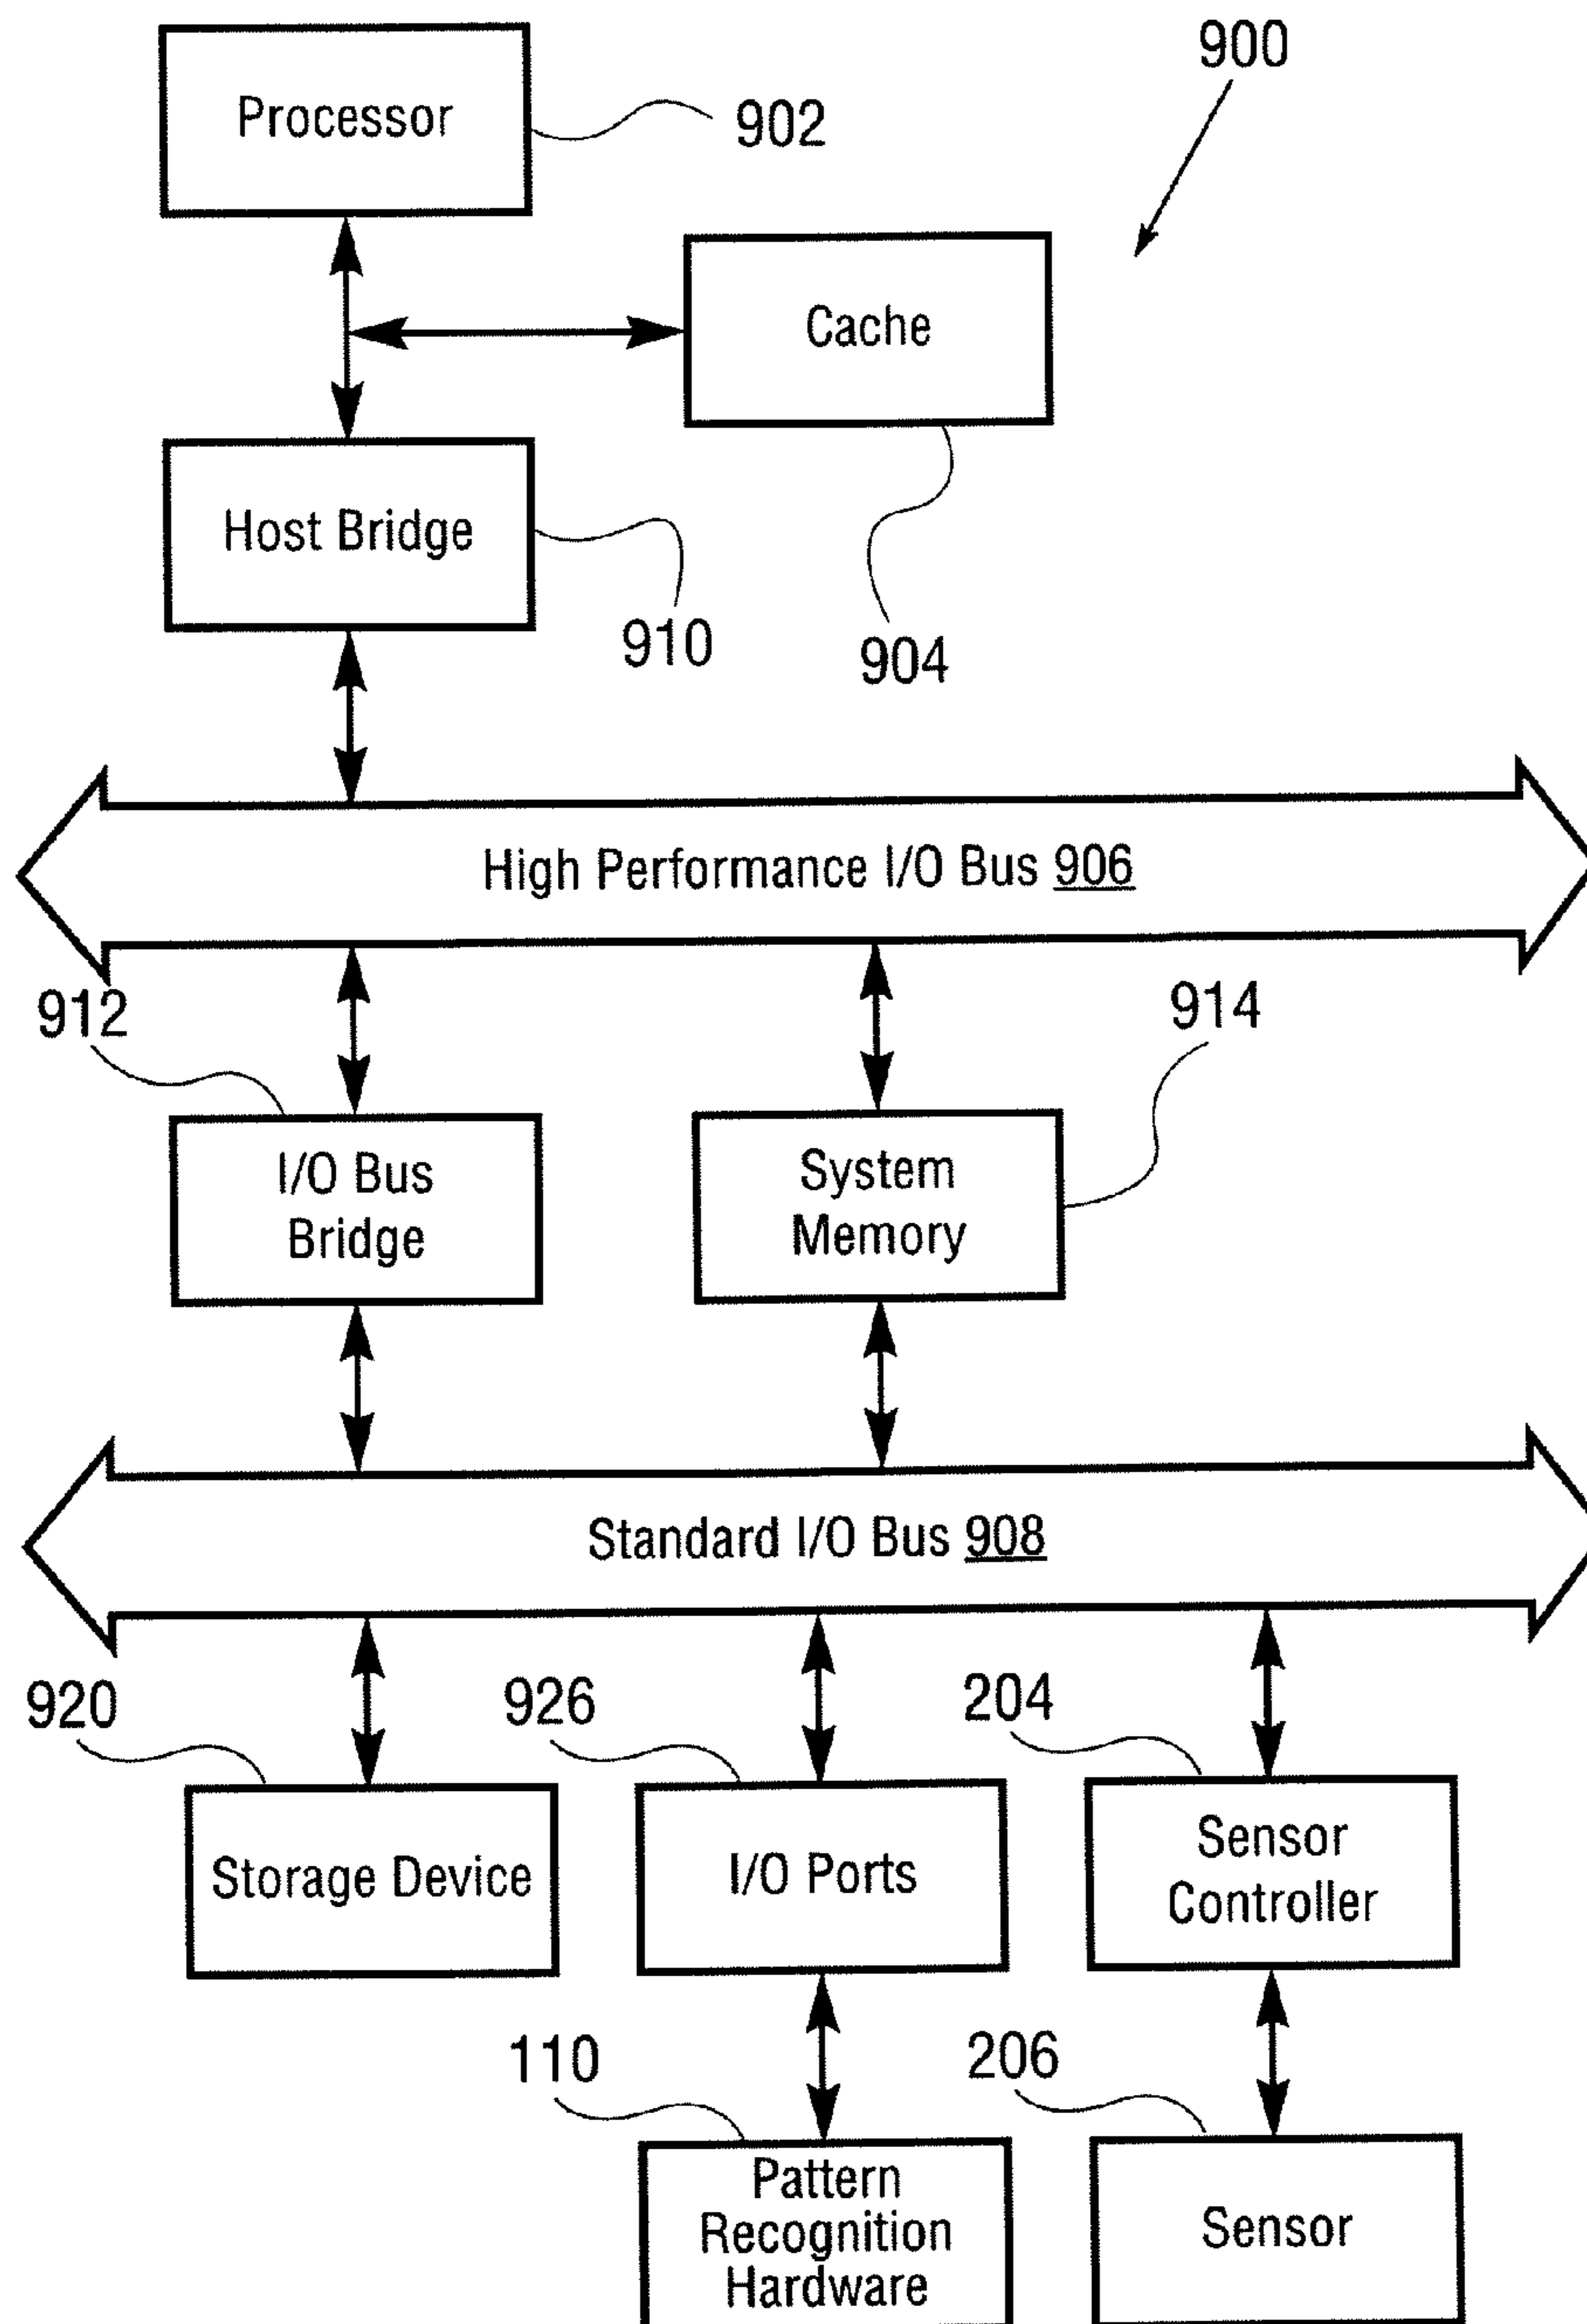 900
Processor
902
Cache
Host Bridge
910
904
High Performance I/O Bus 906
912
914
I/O Bus
Bridge
System
Memory
Standard I/O Bus 908
920
926
204
Storage Device
I/O Ports
Sensor
Controller
110
206
Pattern
Recognition
Hardware
Sensor